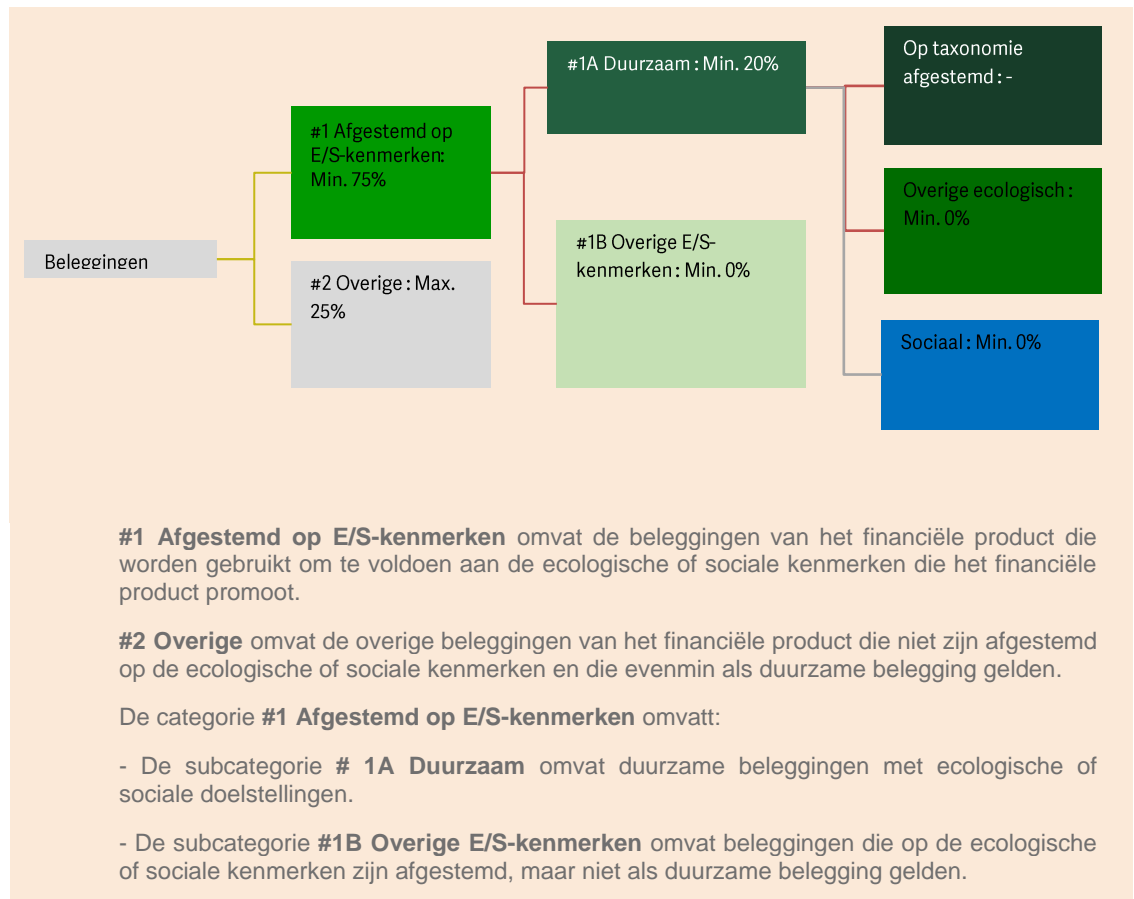 Beleggingen
#1 Afgestemd op
E/S-kenmerken:
Min. 75%
#2 Overige : Max.
25%
#1A Duurzaam : Min. 20%
#1B Overige E/S-
kenmerken : Min. 0%
Op taxonomie
afgestemd : -
Overige ecologisch :
Min. 0%
Sociaal : Min. 0%
#1 Afgestemd op E/S-kenmerken omvat de beleggingen van het financiële product die
worden gebruikt om te voldoen aan de ecologische of sociale kenmerken die het financiële
product promoot.
#2 Overige omvat de overige beleggingen van het financiële product die niet zijn afgestemd
op de ecologische of sociale kenmerken en die evenmin als duurzame belegging gelden.
De categorie #1 Afgestemd op E/S-kenmerken omvatt:
- De subcategorie # 1A Duurzaam omvat duurzame beleggingen met ecologische of
sociale doelstellingen.
- De subcategorie #1B Overige E/S-kenmerken omvat beleggingen die op de ecologische
of sociale kenmerken zijn afgestemd, maar niet als duurzame belegging gelden.